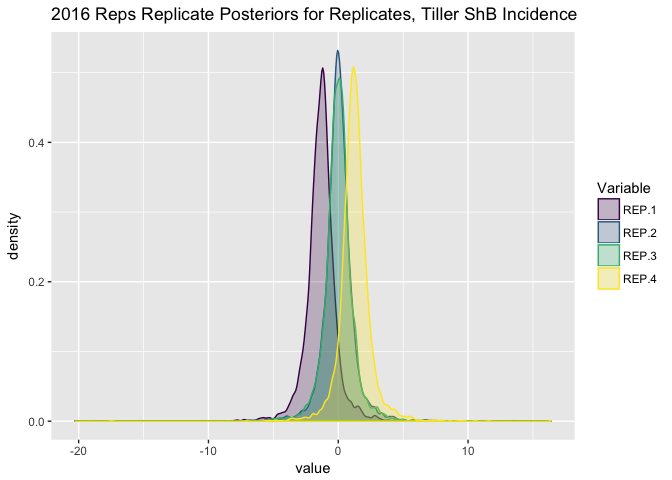 2016 Reps Replicate Posteriors for Replicates, Tiller ShB Incidence
density
0.4
0.2
0.0
-20
-10
0
10
value
Variable
REP.1
REP.2
REP.3
REP.4